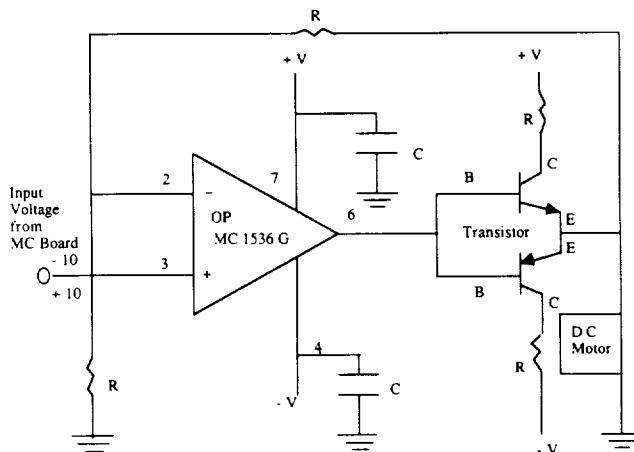 R
+ V
+ V
R
C
7
C
2
B
−
Input
Voltage
from
MC Board
OP
MC 1536 G
6
Transistor
E
E
- 10
+ 10
3
+
B
C
D C
Motor
4
R
C
R
- V
- V